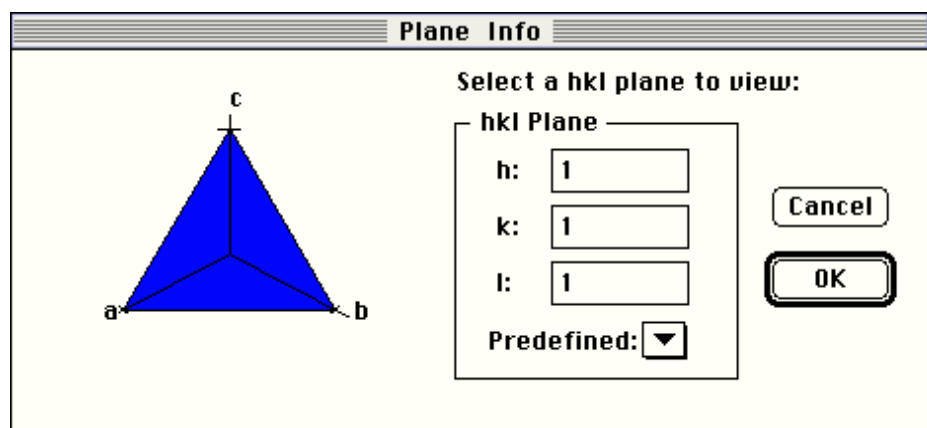 Plane Info
c
a
b
Select a hkl plane to view:
hkl Plane
h: 1
k: 1
l: 1
Predefined:
Cancel
OK